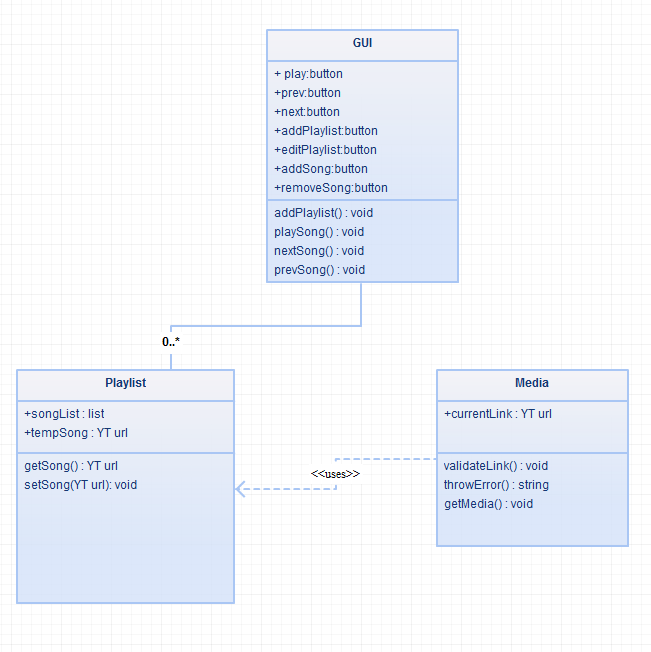 GUI
+ play:button
+prev:button
+next:button
+addPlaylist:button
+editPlaylist:button
+addSong:button
+removeSong:button
addPlaylist() : void
playSong() : void
nextSong() : void
prevSong() : void
0..*
Playlist
+songList : list
+tempSong : YT url
getSong() : YT url
setSong(YT url): void
<<uses>>
Media
+currentLink : YT url
validateLink() : void
throwError() : string
getMedia() : void